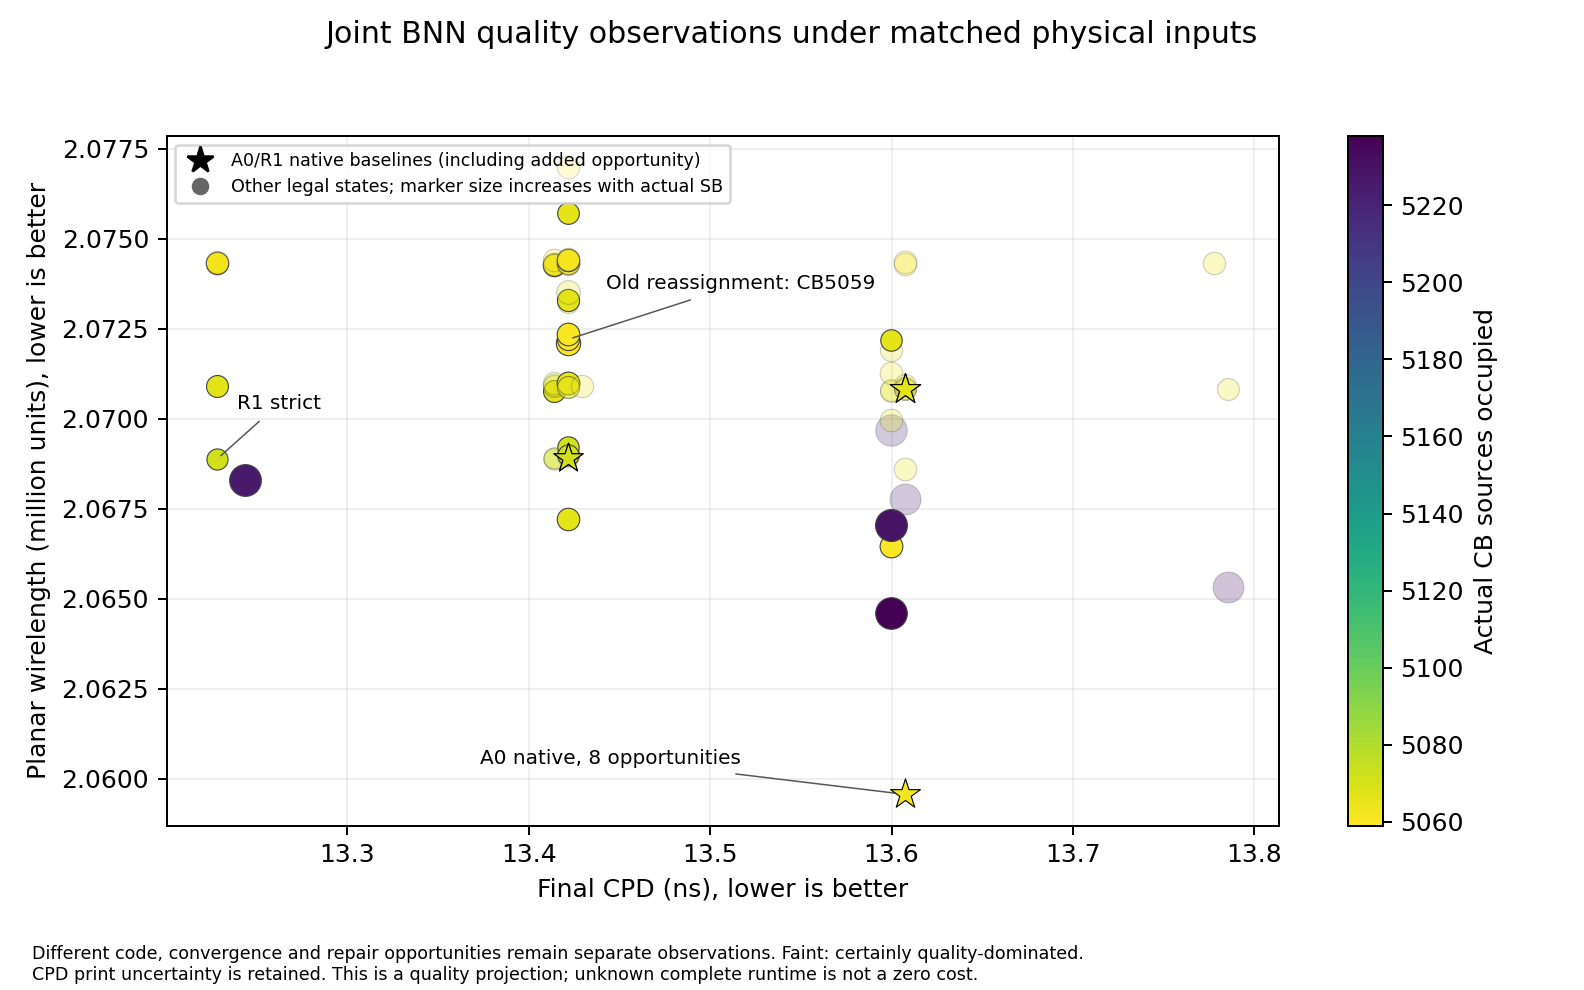 Joint BNN quality observations under matched physical inputs
A0/R1 native baselines (including added opportunity)
Other legal states; marker size increases with actual SB
Planar wirelength (million units), lower is better
2.0775
2.0750
2.0725
2.0700
2.0675
2.0650
2.0625
2.0600
Old reassignment: CB5059
R1 strict
A0 native, 8 opportunities
13.3
13.4
13.5
13.6
13.7
13.8
Final CPD (ns), lower is better
5220
5200
5180
5160
5140
5120
5100
5080
5060
Actual CB sources occupied
Different code, convergence and repair opportunities remain separate observations. Faint: certainly quality-dominated.
CPD print uncertainty is retained. This is a quality projection; unknown complete runtime is not a zero cost.